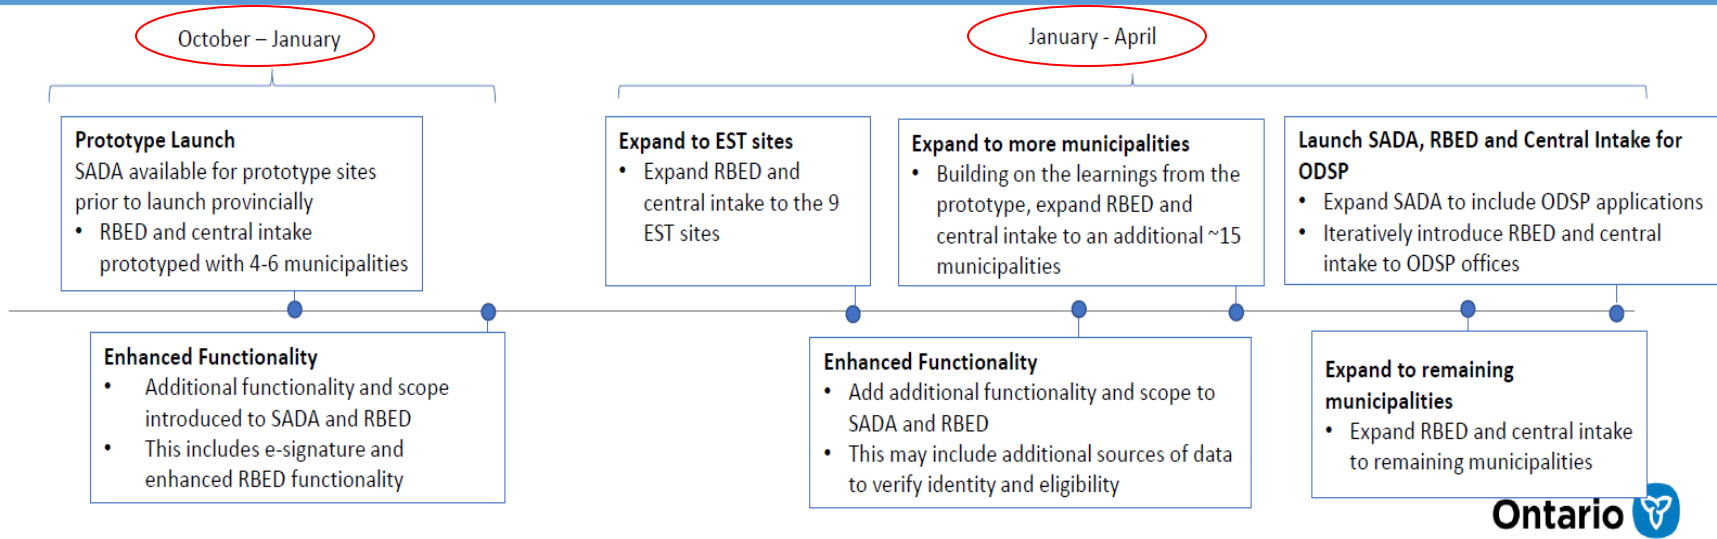 October – January
January - April
Prototype Launch
SADA available for prototype sites
prior to launch provincially
• RBED and central intake
prototyped with 4-6 municipalities
Expand to EST sites
• Expand RBED and
central intake to the 9
EST sites
Expand to more municipalities
• Building on the learnings from the
prototype, expand RBED and
central intake to an additional ~15
municipalities
Launch SADA, RBED and Central Intake for
ODSP
• Expand SADA to include ODSP applications
• Iteratively introduce RBED and central
intake to ODSP offices
Enhanced Functionality
• Additional functionality and scope
introduced to SADA and RBED
• This includes e-signature and
enhanced RBED functionality
Enhanced Functionality
• Add additional functionality and scope to
SADA and RBED
• This may include additional sources of data
to verify identity and eligibility
Expand to remaining
municipalities
• Expand RBED and central intake
to remaining municipalities
Ontario